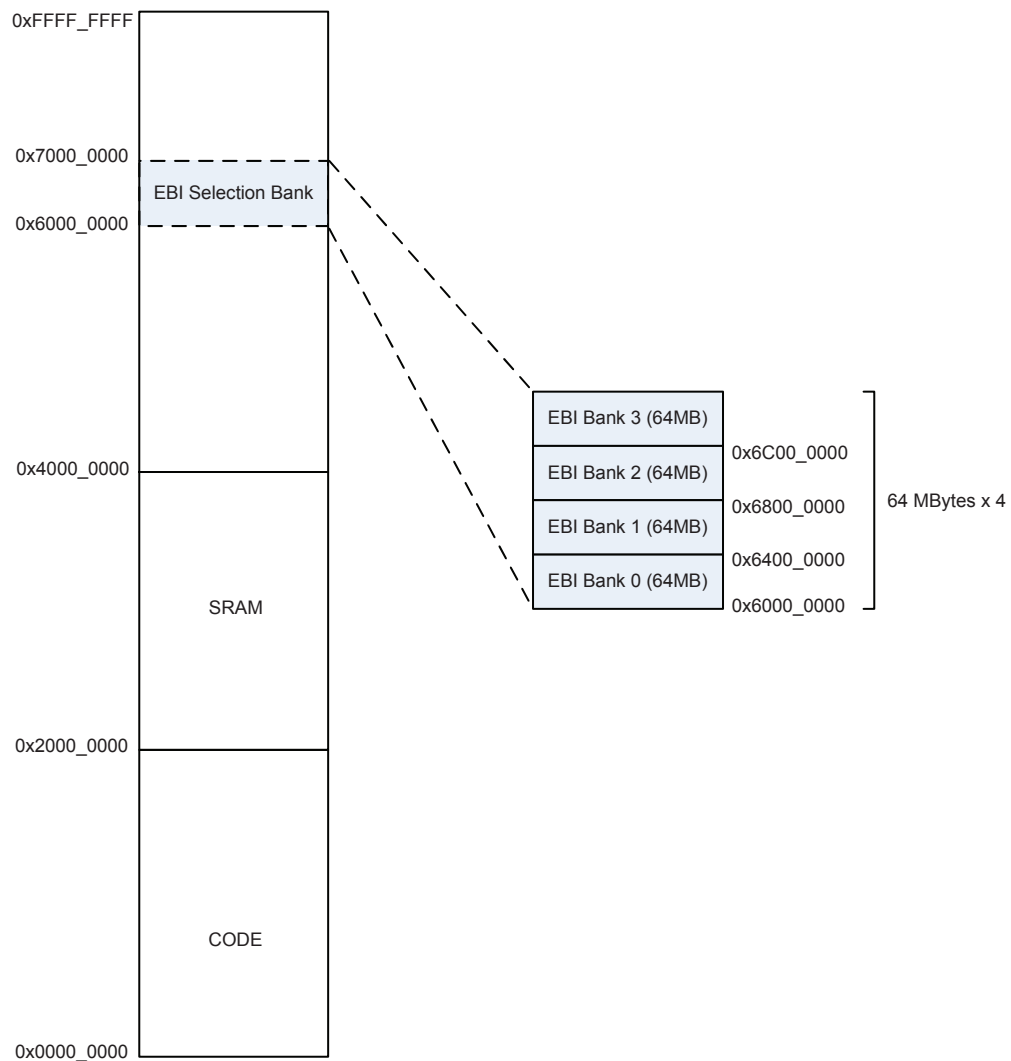 0xFFFF_FFFF
0x7000_0000
EBI Selection Bank
0x6000_0000
EBI Bank 3 (64MB)
0x6C00_0000
EBI Bank 2 (64MB)
0x6800_0000
64 MBytes x 4
EBI Bank 1 (64MB)
0x6400_0000
EBI Bank 0 (64MB)
0x6000_0000
0x4000_0000
SRAM
0x2000_0000
CODE
0x0000_0000